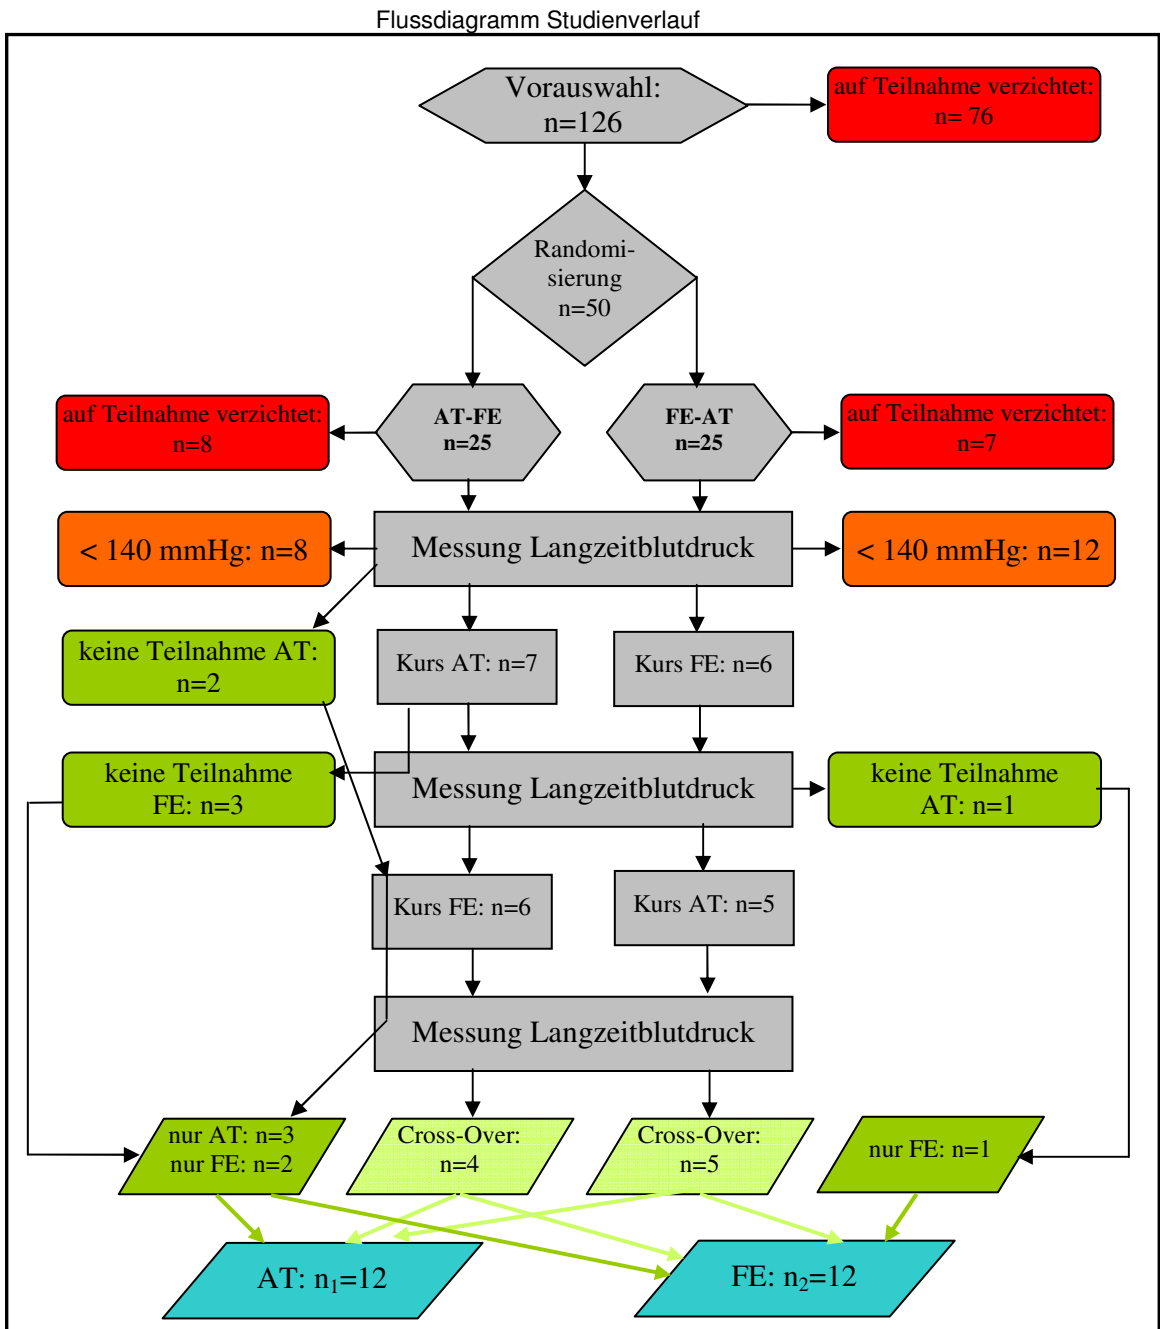 Flussdiagramm Studienverlauf
Vorauswahl:
n=126
auf Teilnahme verzichtet:
n= 76
Randomi-
sierung
n=50
auf Teilnahme verzichtet:
n=8
AT-FE
n=25
FE-AT
n=25
auf Teilnahme verzichtet:
n=7
< 140 mmHg: n=8
Messung Langzeitblutdruck
< 140 mmHg: n=12
keine Teilnahme AT:
n=2
Kurs AT: n=7
Kurs FE: n=6
keine Teilnahme
FE: n=3
Messung Langzeitblutdruck
keine Teilnahme
AT: n=1
Kurs FE: n=6
Kurs AT: n=5
Messung Langzeitblutdruck
nur AT: n=3
nur FE: n=2
Cross-Over:
n=4
Cross-Over:
n=5
nur FE: n=1
AT: n₁=12
FE: n₂=12